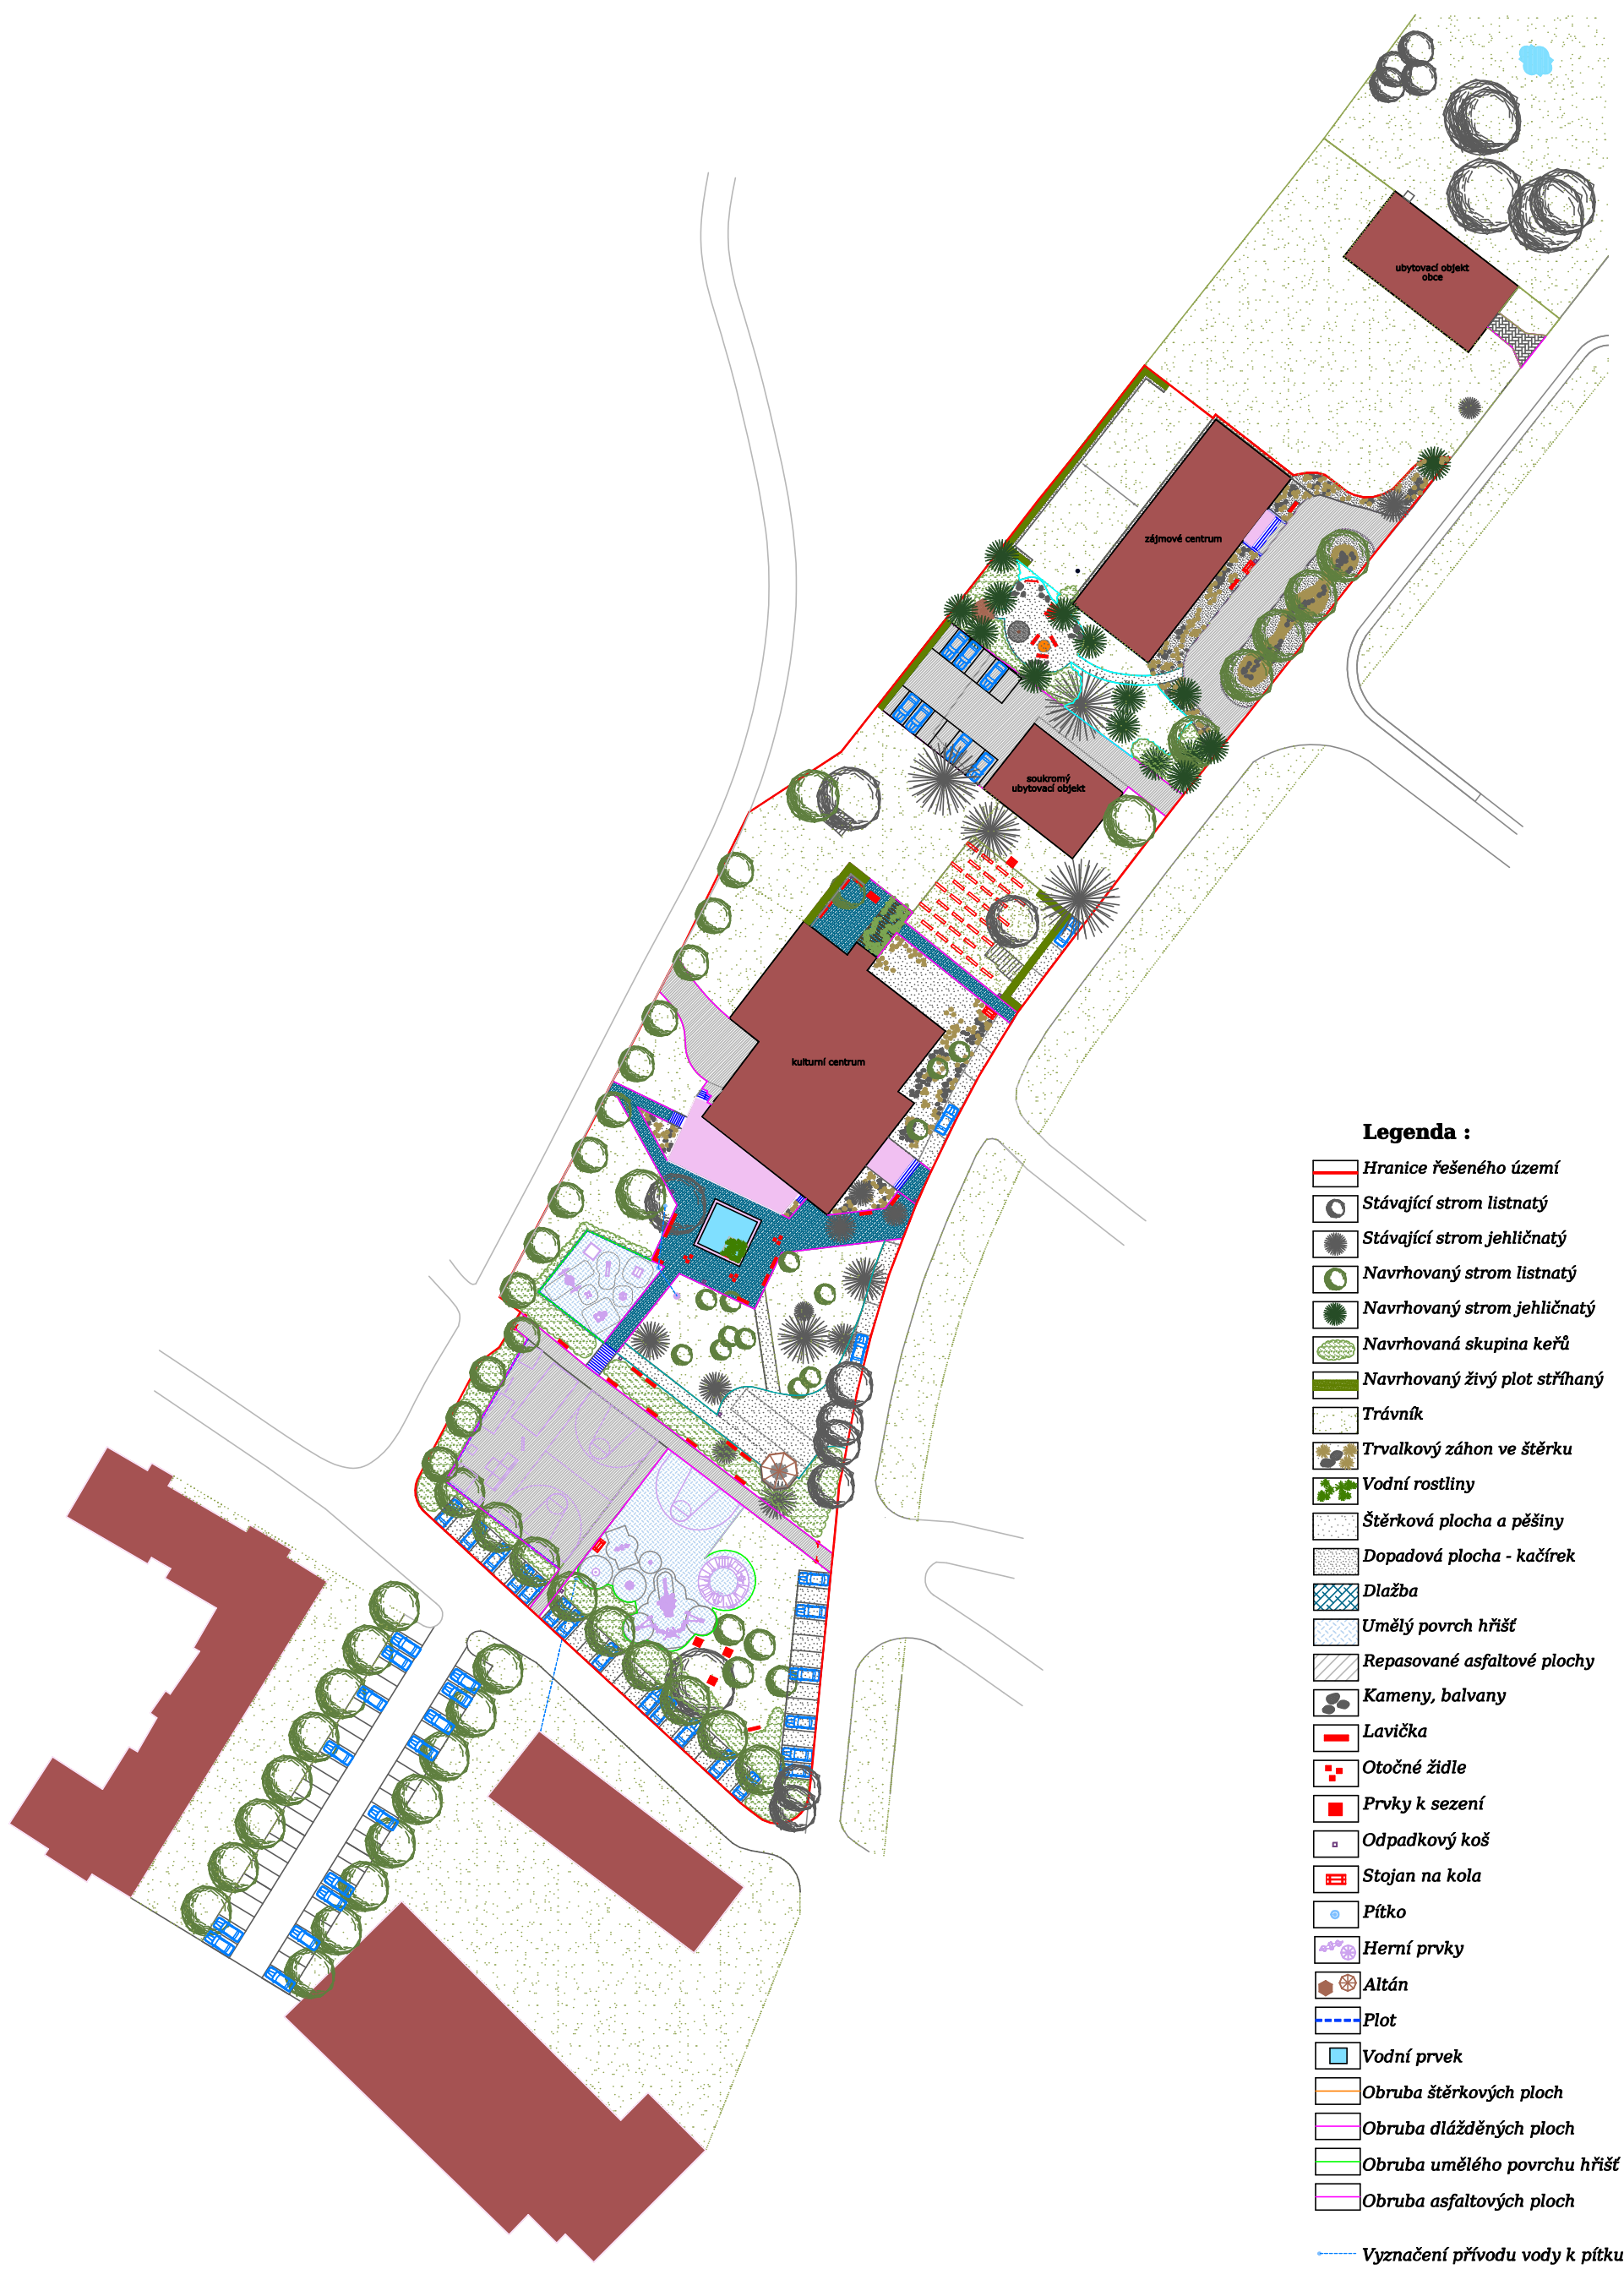 ubytovací objekt
obce
zájmové centrum
soukromý
ubytovací objekt
kulturní centrum
Legenda :
Hranice řešeného území
Stávající strom listnatý
Stávající strom jehličnatý
Navrhovaný strom listnatý
Navrhovaný strom jehličnatý
Navrhovaná skupina keřů
Navrhovaný živý plot stříhaný
Trávník
Trvalkový záhon ve štěrku
Vodní rostliny
Štěrková plocha a pěšiny
Dopadová plocha - kačírek
Dlažba
Umělý povrch hřišť
Repasované asfaltové plochy
Kameny, balvany
Lavička
Otočné židle
Prvky k sezení
Odpadkový koš
Stojan na kola
Pítko
Herní prvky
Altán
Plot
Vodní prvek
Obruba štěrkových ploch
Obruba dlážděných ploch
Obruba umělého povrchu hřišť
Obruba asfaltových ploch
Vyznačení přívodu vody k pítku